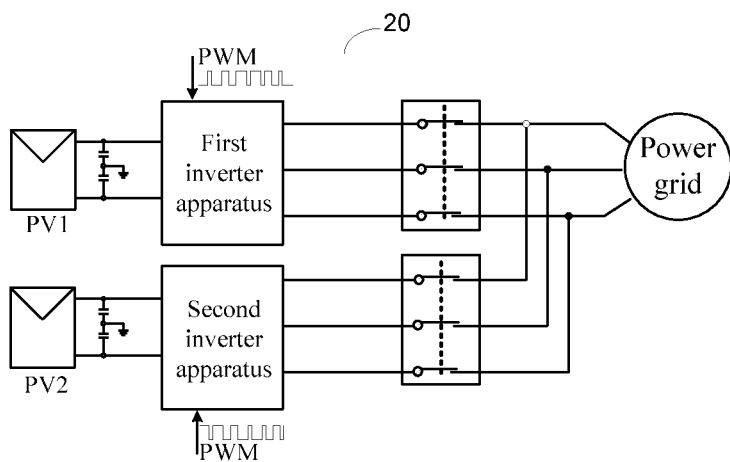 20
PWM
First
inverter
apparatus
Power
grid
PV1
Second
inverter
apparatus
PV2
PWM